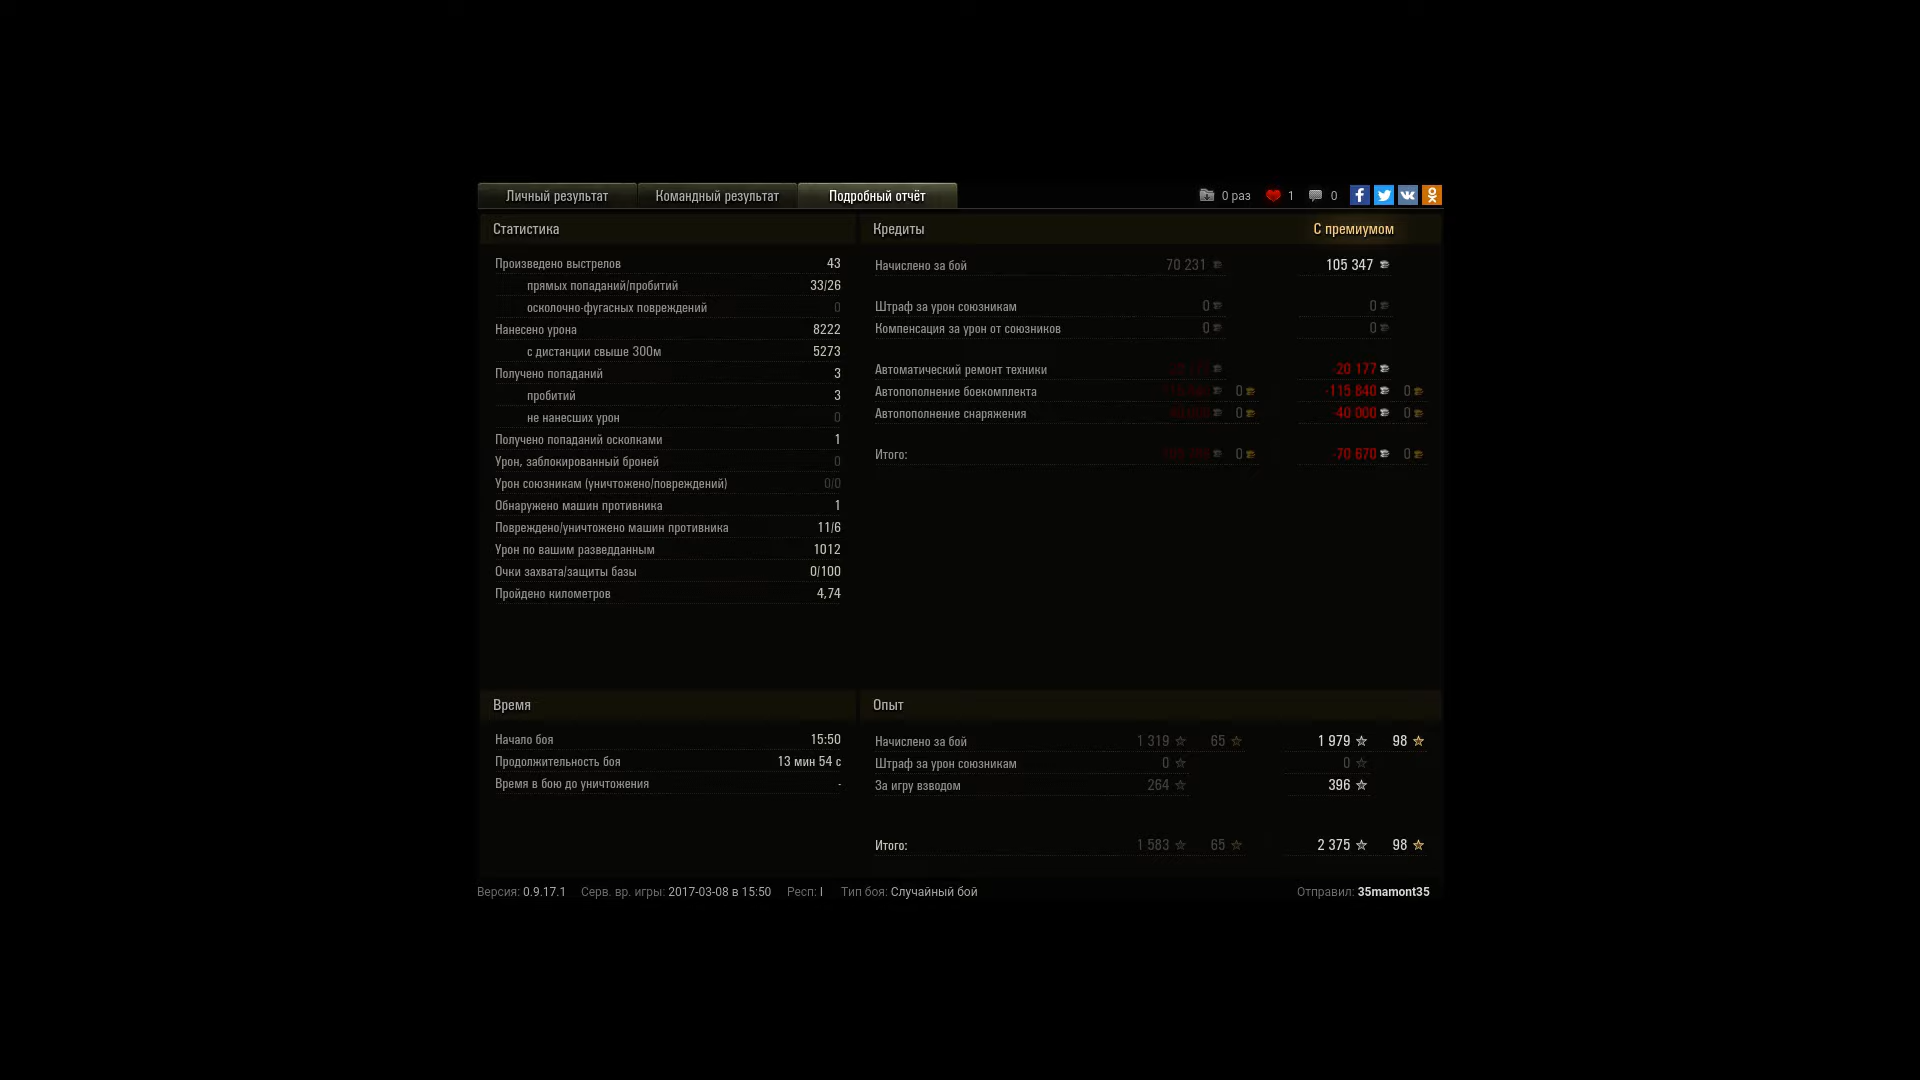 Личный результат Командный результат Подробный отчёт 0 раз 1 0
Статистика
Произведено выстрелов 43
прямых попаданий/пробитий 33/26
осколочно-фугасных повреждений 0
Нанесено урона 8222
с дистанции свыше 300м 5273
Получено попаданий 3
пробитий 3
не нанесших урон 0
Получено попаданий осколками 1
Урон, заблокированный броней 0
Урон союзникам (уничтожено/повреждений) 0/0
Обнаружено машин противника 1
Повреждено/уничтожено машин противника 11/6
Урон по вашим разведданным 1012
Очки захвата/защиты базы 0/100
Пройдено километров 4,74
Кредиты С премиумом
Начислено за бой 70 231 105 347
Штраф за урон союзникам 0 0
Компенсация за урон от союзников 0 0
Автоматический ремонт техники -20 177
Автопополнение боекомплекта 0 -115 840 0
Автопополнение снаряжения 0 -40 000 0
Итого: 0 -70 670 0
Время
Начало боя 15:50
Продолжительность боя 13 мин 54 с
Время в бою до уничтожения -
Опыт
Начислено за бой 1 319 65 1 979 98
Штраф за урон союзникам 0 0
За игру взводом 264 396
Итого: 1 583 65 2 375 98
Версия: 0.9.17.1 Серв. вр. игры: 2017-03-08 в 15:50 Респ: I Тип боя: Случайный бой Отправил: 35mamont35